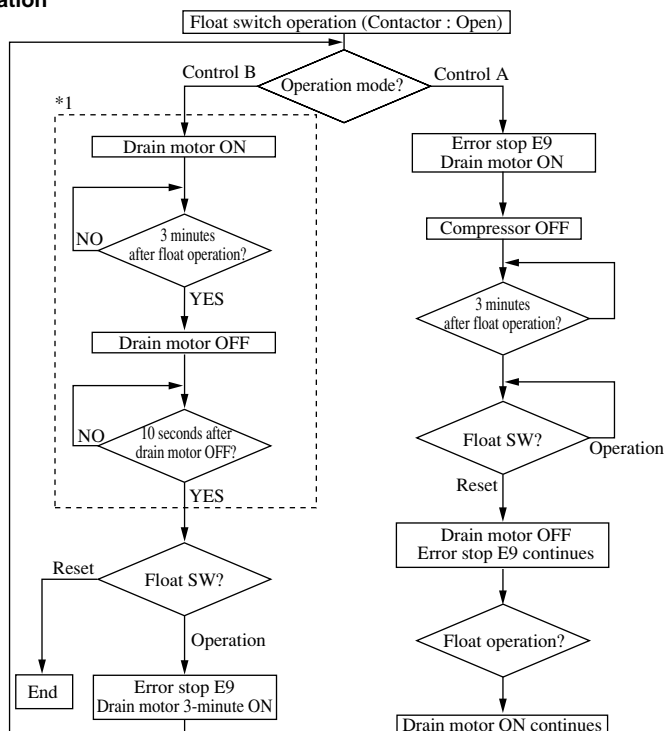 ation
Float switch operation (Contactor : Open)
Operation mode?
Control B
Control A
*1
Drain motor ON
NO
3 minutes
after float operation?
YES
Drain motor OFF
NO
10 seconds after
drain motor OFF?
YES
Reset
Float SW?
Operation
End
Error stop E9
Drain motor 3-minute ON
Error stop E9
Drain motor ON
Compressor OFF
3 minutes
after float operation?
Float SW?
Operation
Reset
Drain motor OFF
Error stop E9 continues
Float operation?
Drain motor ON continues